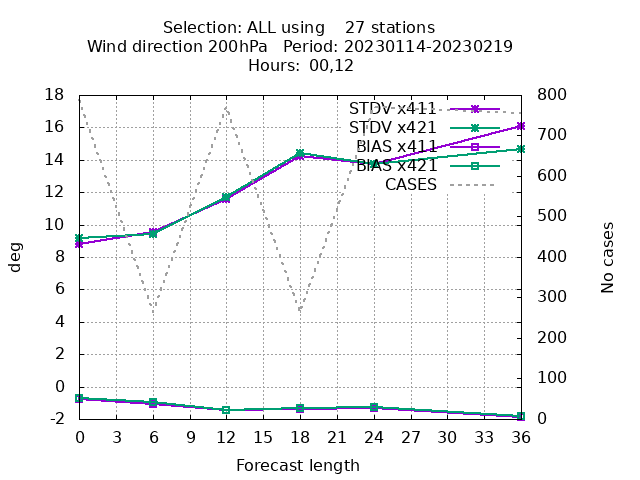 Selection: ALL using    27 stations
Wind direction 200hPa   Period: 20230114-20230219
Hours: 00,12
18
16
14
12
10
8
6
4
2
0
-2
deg
800
700
600
500
400
300
200
100
0
No cases
STDV x411
STDV x421
BIAS x411
BIAS x421
CASES
0 3 6 9 12 15 18 21 24 27 30 33 36
Forecast length